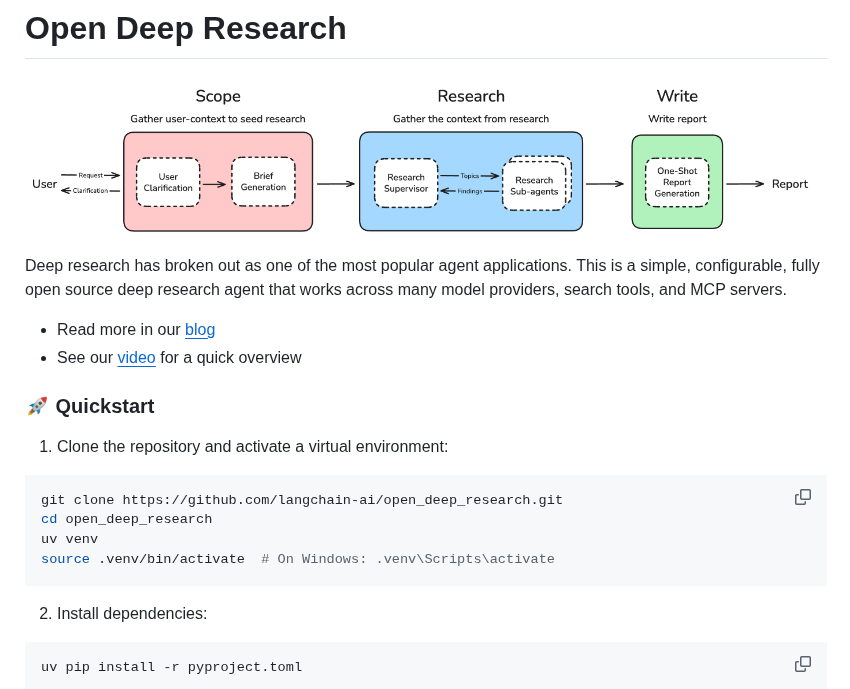 Open Deep Research
Scope
Research
Write
Gather user-context to seed research
Gather the context from research
Write report
User
Request
Clarification
User
Clarification
Brief
Generation
Research
Supervisor
Topics
Findings
Research
Sub-agents
One-Shot
Report
Generation
Report
Deep research has broken out as one of the most popular agent applications. This is a simple, configurable, fully
open source deep research agent that works across many model providers, search tools, and MCP servers.
• Read more in our blog
• See our video for a quick overview
🚀 Quickstart
1. Clone the repository and activate a virtual environment:
git clone https://github.com/langchain-ai/open_deep_research.git
cd open_deep_research
uv venv
source .venv/bin/activate  # On Windows: .venv\Scripts\activate
2. Install dependencies:
uv pip install -r pyproject.toml